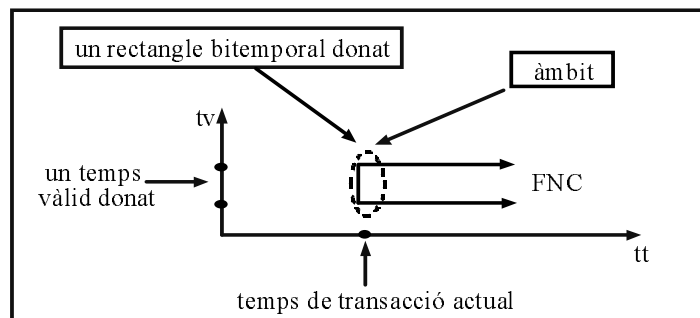 un rectangle bitemporal donat
àmbit
tv
un temps
vàlid donat
FNC
tt
temps de transacció actual